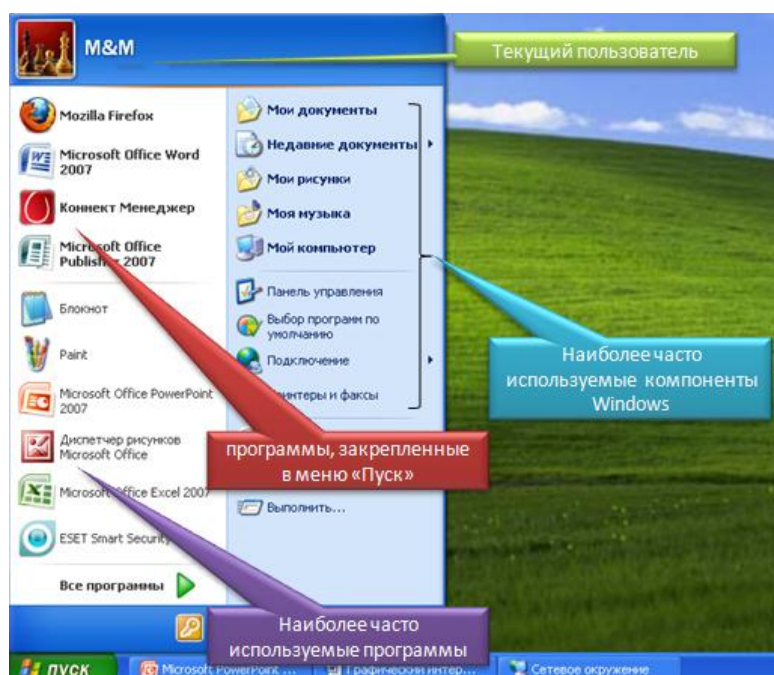 M&M
Текущий пользователь
Mozilla Firefox
Microsoft Office Word
2007
Коннект Менеджер
Microsoft Office
Publisher 2007
Блокнот
Paint
Microsoft Office PowerPoint
2007
Диспетчер рисунков
Microsoft Office
Microsoft Office Excel 2007
ESET Smart Security
Все программы
Мои документы
Недавние документы
Мои рисунки
Моя музыка
Мой компьютер
Панель управления
Выбор программ по
умолчанию
Подключение
и факсы
Выполнить...
Наиболее часто
используемые компоненты
Windows
программы, закрепленные
в меню «Пуск»
Наиболее часто
используемые программы
пуск
Microsoft PowerPoint ...
Графический интер...
Сетевое окружение